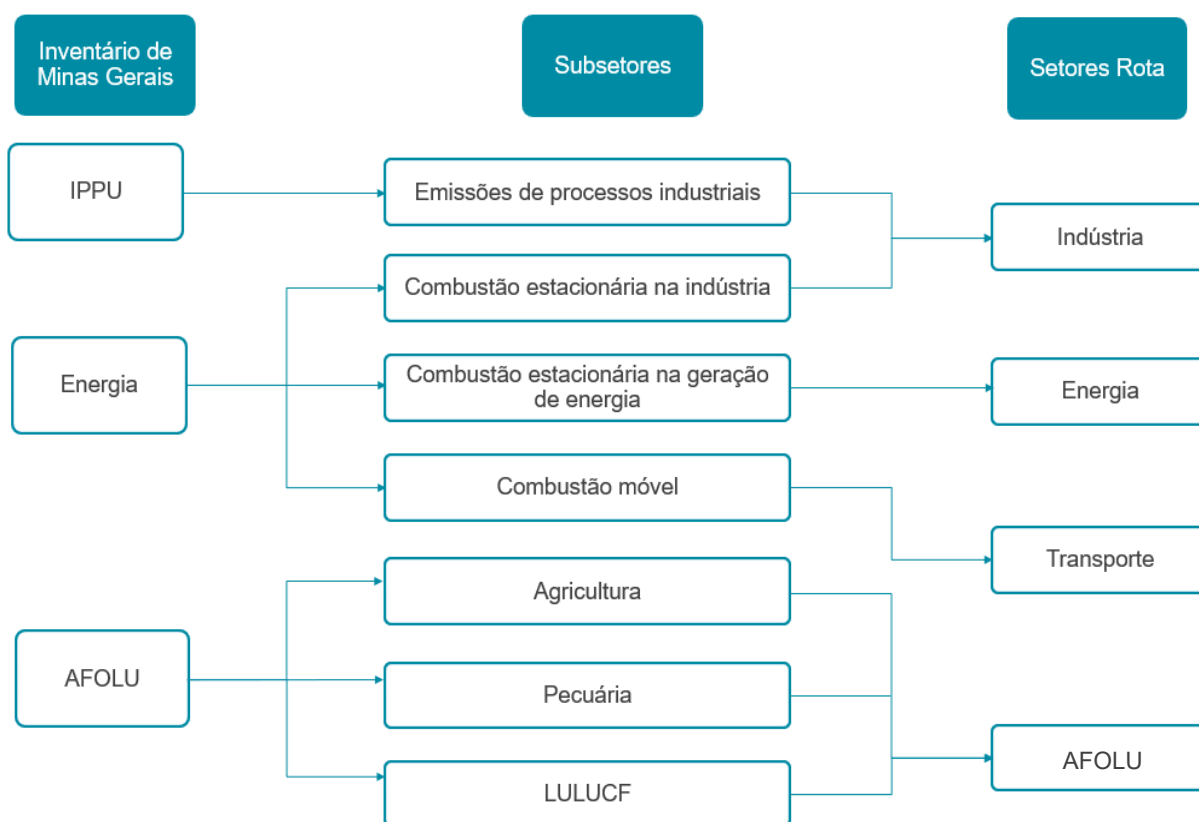 Inventário de
Minas Gerais
Subsetores
Setores Rota
IPPU
Emissões de processos industriais
Indústria
Combustão estacionária na indústria
Energia
Combustão estacionária na geração
de energia
Energia
Combustão móvel
Transporte
Agricultura
AFOLU
Pecuária
AFOLU
LULUCF